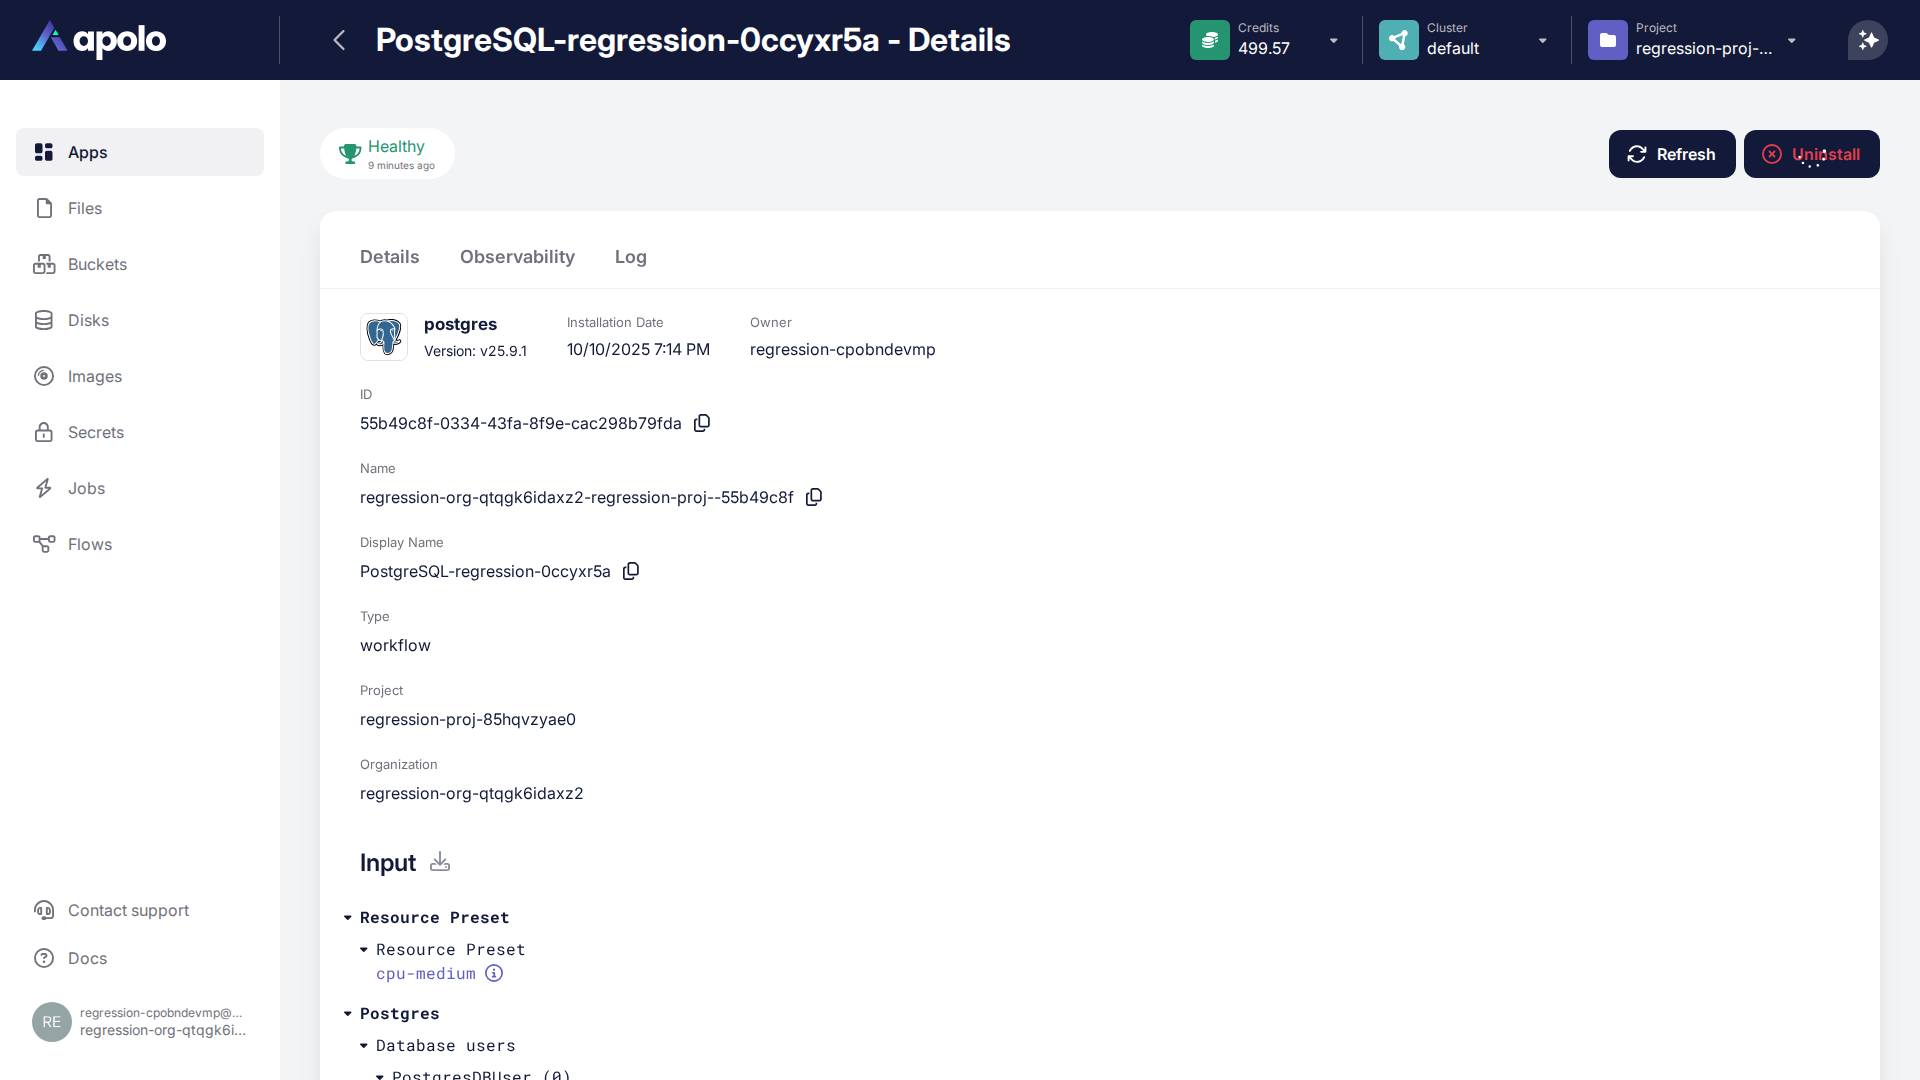 apolo
PostgreSQL-regression-0ccyxr5a - Details
Credits
499.57
Cluster
default
Project
regression-proj-...
Apps
Files
Buckets
Disks
Images
Secrets
Jobs
Flows
Contact support
Docs
RE
regression-cpobndevmp@...
regression-org-qtqgk6i...
Healthy
9 minutes ago
Refresh
Uninstall
Details
Observability
Log
postgres
Version: v25.9.1
Installation Date
10/10/2025 7:14 PM
Owner
regression-cpobndevmp
ID
55b49c8f-0334-43fa-8f9e-cac298b79fda
Name
regression-org-qtqgk6idaxz2-regression-proj--55b49c8f
Display Name
PostgreSQL-regression-0ccyxr5a
Type
workflow
Project
regression-proj-85hqvzyae0
Organization
regression-org-qtqgk6idaxz2
Input
Resource Preset
Resource Preset
cpu-medium
Postgres
Database users
PostgresDBUser (0)